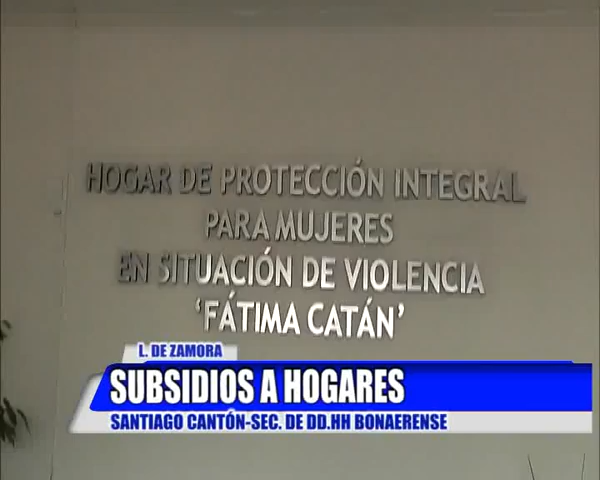 HOGAR DE PROTECCIÓN INTEGRAL
PARA MUJERES
EN SITUACIÓN DE VIOLENCIA
'FÁTIMA CATÁN'
L. DE ZAMORA
SUBSIDIOS A HOGARES
SANTIAGO CANTÓN-SEC. DE DD.HH BONAERENSE